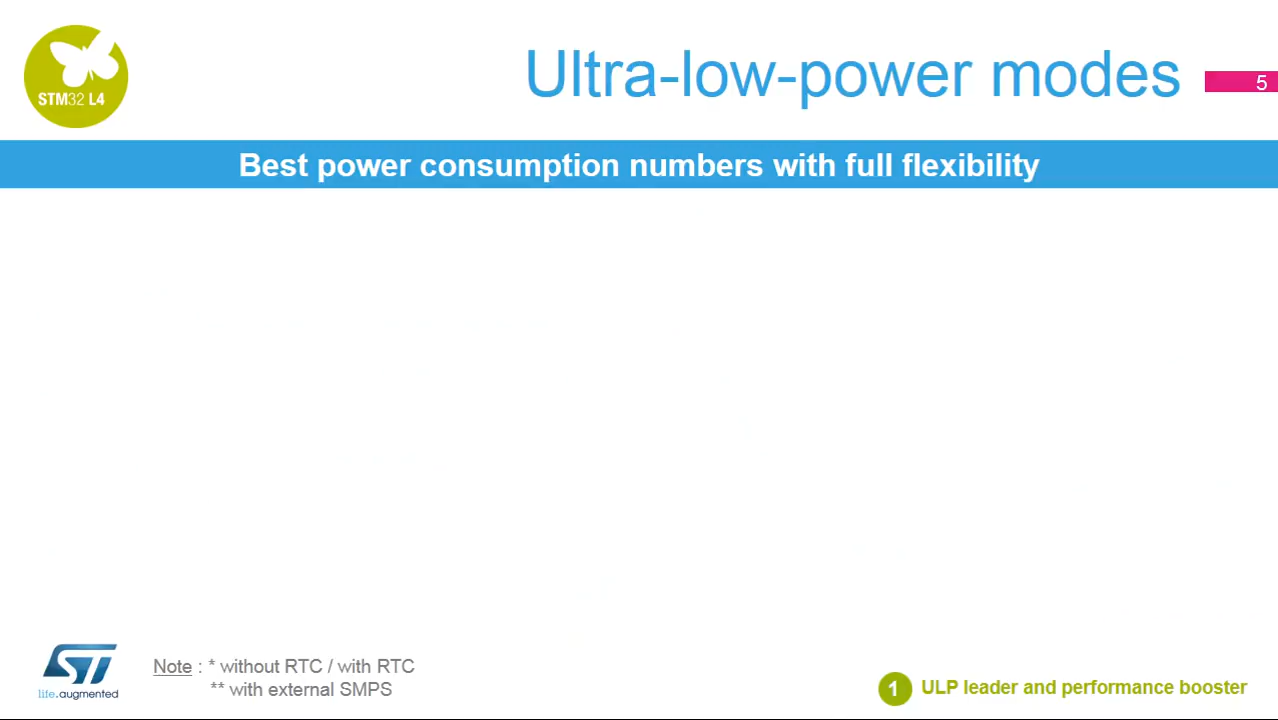 STM32 L4
Ultra-low-power modes
5
Best power consumption numbers with full flexibility
ST
life.augmented
Note : * without RTC / with RTC
** with external SMPS
1 ULP leader and performance booster